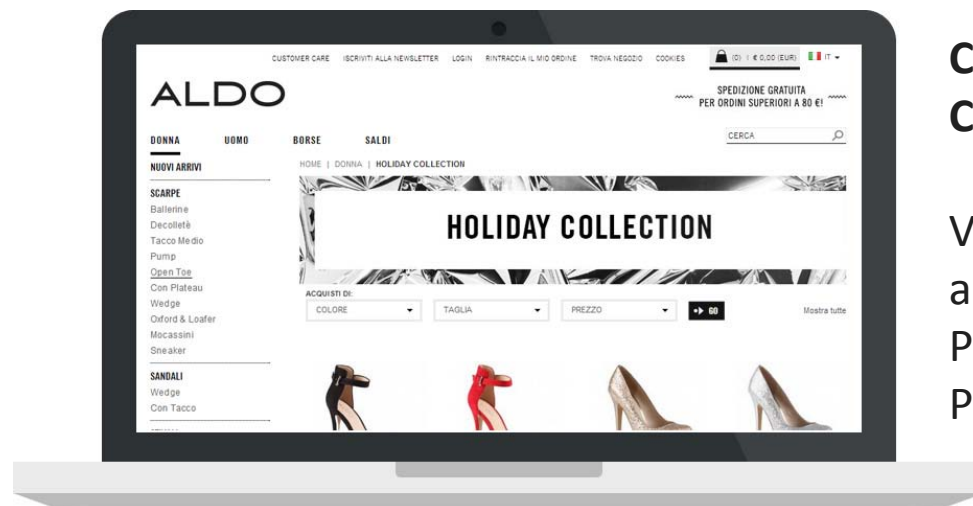 CUSTOMER CARE ISCRIVITI ALLA NEWSLETTER LOGIN RINTRACCIA IL MIO ORDINE TROVA NEGOZIO COOKIES (0) | € 0,00 (EUR) IT
ALDO
SPEDIZIONE GRATUITA
PER ORDINI SUPERIORI A 80 €!
DONNA UOMO BORSE SALDI
CERCA
NUOVI ARRIVI
HOME | DONNA | HOLIDAY COLLECTION
SCARPE
Ballerine
Decolletè
Tacco Medio
Pump
Open Toe
Con Plateau
Wedge
Oxford & Loafer
Mocassini
Sneaker
SANDALI
Wedge
Con Tacco
HOLIDAY COLLECTION
ACQUISTI DI:
COLORE TAGLIA PREZZO GO Mostra tutte
C
C
V
a
P
P